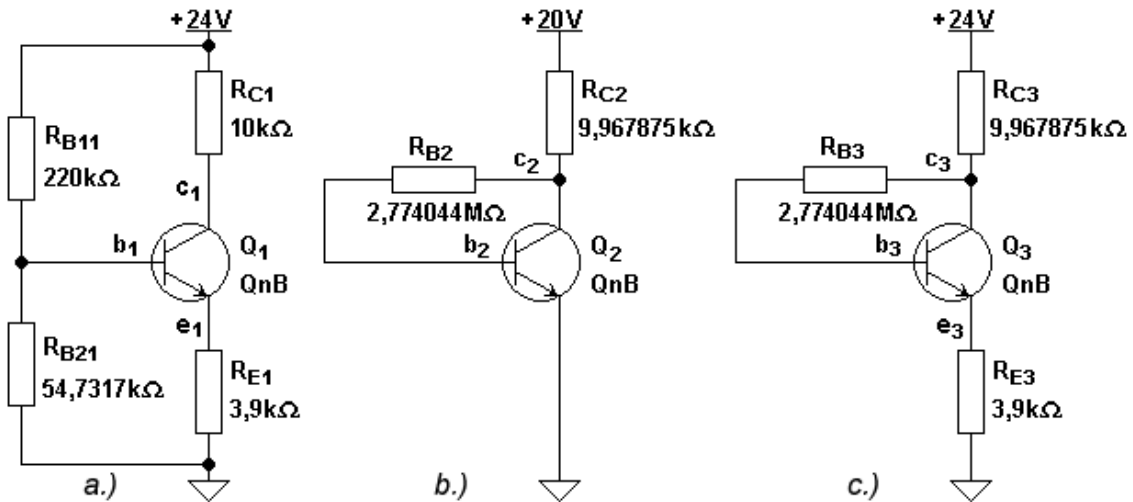 +24V
RC1
10kΩ
RB11
220kΩ
c1
b1
Q1
QnB
e1
RB21
54,7317kΩ
RE1
3,9kΩ
a.)
+20V
RC2
9,967875kΩ
RB2
c2
2,774044MΩ
b2
Q2
QnB
b.)
+24V
RC3
9,967875kΩ
RB3
c3
2,774044MΩ
b3
Q3
QnB
e3
RE3
3,9kΩ
c.)